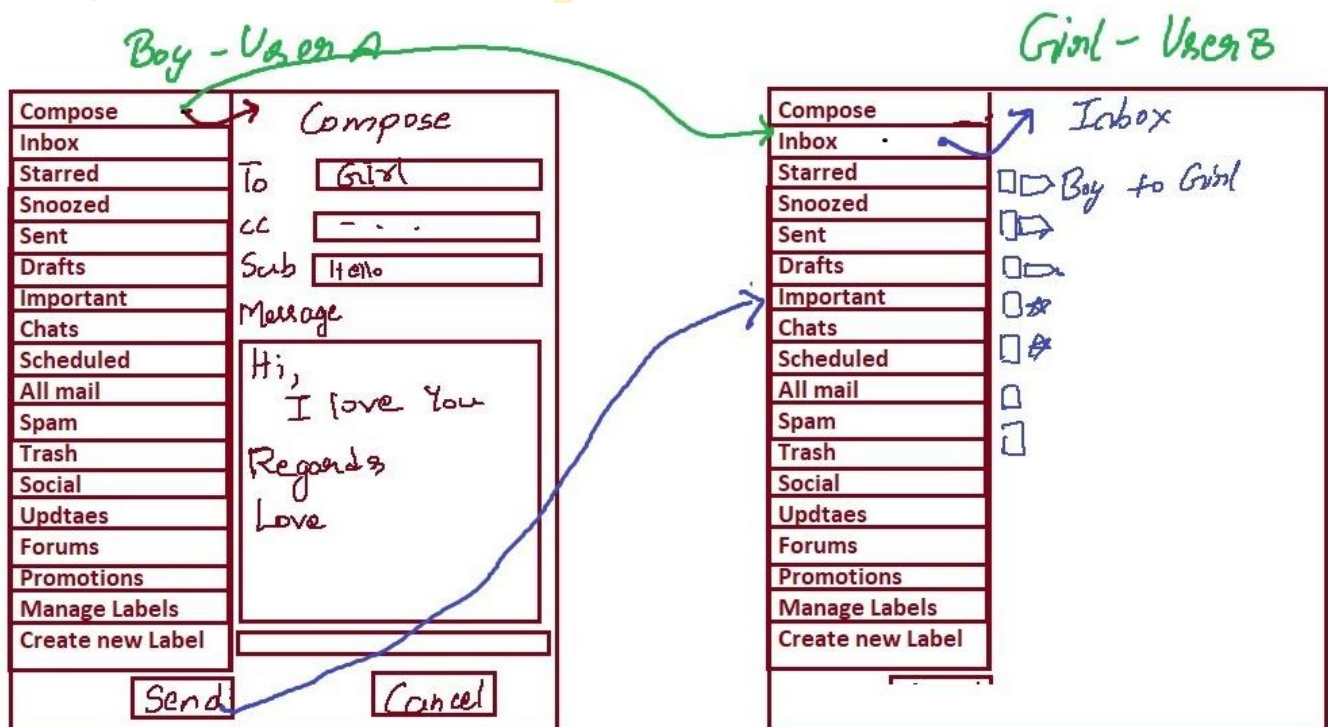 Boy - User A
Girl - User B
Compose
Inbox
Starred
Snoozed
Sent
Drafts
Important
Chats
Scheduled
All mail
Spam
Trash
Social
Updtaes
Forums
Promotions
Manage Labels
Create new Label
Compose
To Girl
cc - . .
Sub Hello
Message
Hi,
I love You
Regards
Love
Send
Cancel
Compose
Inbox
Starred
Snoozed
Sent
Drafts
Important
Chats
Scheduled
All mail
Spam
Trash
Social
Updtaes
Forums
Promotions
Manage Labels
Create new Label
Inbox
Boy to Girl